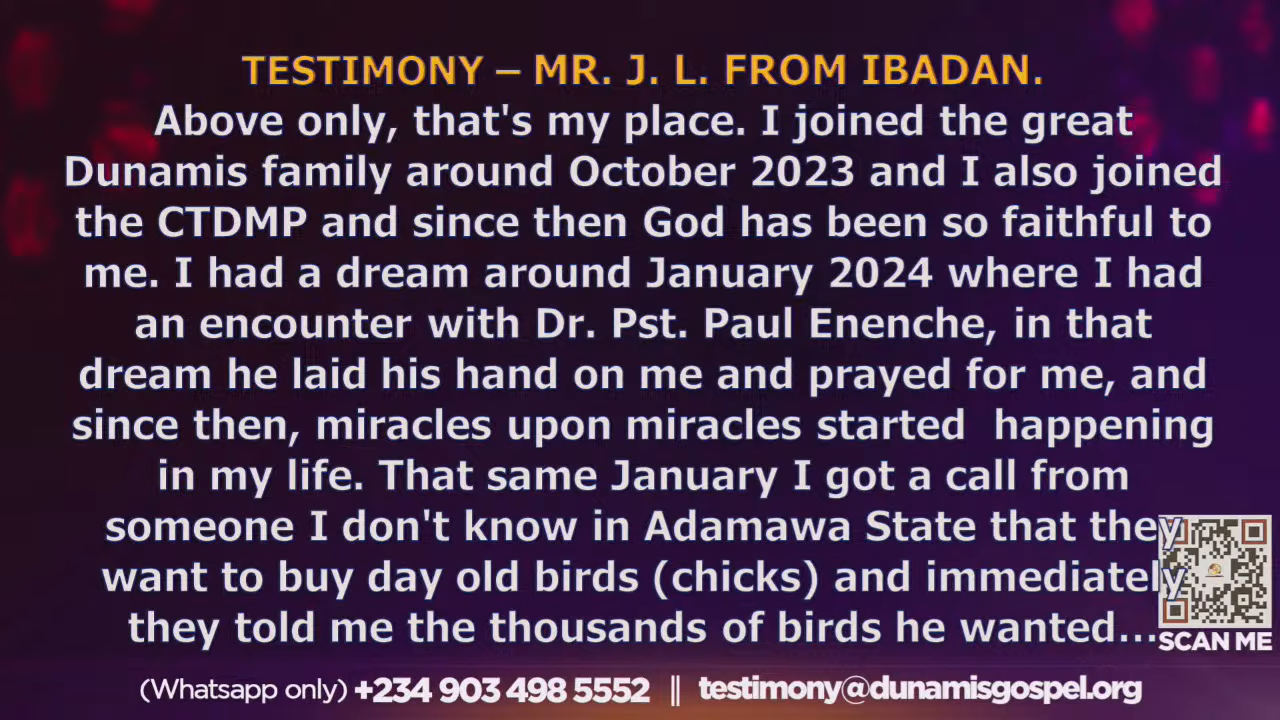 TESTIMONY – MR. J. L. FROM IBADAN.
Above only, that's my place. I joined the great
Dunamis family around October 2023 and I also joined
the CTDMP and since then God has been so faithful to
me. I had a dream around January 2024 where I had
an encounter with Dr. Pst. Paul Enenche, in that
dream he laid his hand on me and prayed for me, and
since then, miracles upon miracles started  happening
in my life. That same January I got a call from
someone I don't know in Adamawa State that they
want to buy day old birds (chicks) and immediately
they told me the thousands of birds he wanted...
SCAN ME
(Whatsapp only) +234 903 498 5552 || testimony@dunamisgospel.org